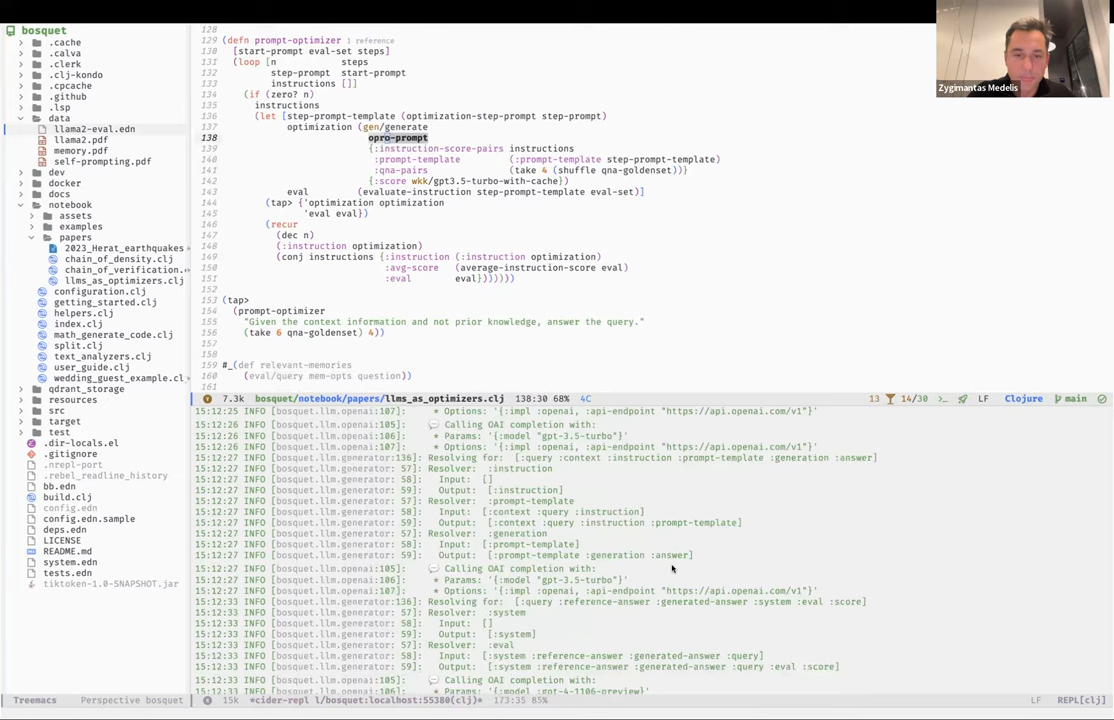 bosquet
.cache
.calva
.clerk
.clj-kondo
.cpcache
.github
.lsp
data
llama2-eval.edn
llama2.pdf
memory.pdf
self-prompting.pdf
dev
docker
docs
notebook
assets
examples
papers
2023_Herat_earthquakes
chain_of_density.clj
chain_of_verification.
llms_as_optimizers.clj
configuration.clj
getting_started.clj
helpers.clj
index.clj
math_generate_code.clj
split.clj
text_analyzers.clj
user_guide.clj
wedding_guest_example.clj
qdrant_storage
resources
src
target
test
.dir-locals.el
.gitignore
.nrepl-port
.rebel_readline_history
bb.edn
build.clj
config.edn
config.edn.sample
deps.edn
LICENSE
README.md
system.edn
tests.edn
tiktoken-1.0-SNAPSHOT.jar
Treemacs Perspective bosquet
128
129 (defn prompt-optimizer 1 reference
130 [start-prompt eval-set steps]
131 (loop [n steps
132 step-prompt start-prompt
133 instructions []]
134 (if (zero? n)
135 instructions
136 (let [step-prompt-template (optimization-step-prompt step-prompt)
137 optimization (gen/generate
138 opro-prompt
139 {:instruction-score-pairs instructions
140 :prompt-template (:prompt-template step-prompt-template)
141 :qna-pairs (take 4 (shuffle qna-goldenset))}
142 {:score wkk/gpt3.5-turbo-with-cache})
143 eval (evaluate-instruction step-prompt-template eval-set)]
144 (tap> {'optimization optimization
145 'eval eval})
146 (recur
147 (dec n)
148 (:instruction optimization)
149 (conj instructions {:instruction (:instruction optimization)
150 :avg-score (average-instruction-score eval)
151 :eval eval}))))))
152
153 (tap>
154 (prompt-optimizer
155 "Given the context information and not prior knowledge, answer the query."
156 (take 6 qna-goldenset) 4))
157
158
159 #_(def relevant-memories
160 (eval/query mem-opts question))
161
7.3k bosquet/notebook/papers/llms_as_optimizers.clj 138:30 68% 4C 13 14/30 >_ LF Clojure main
15:12:25 INFO [bosquet.llm.openai:107]: * Options: '{:impl :openai, :api-endpoint "https://api.openai.com/v1"}'
15:12:26 INFO [bosquet.llm.openai:105]: Calling OAI completion with:
15:12:26 INFO [bosquet.llm.openai:106]: * Params: '{:model "gpt-3.5-turbo"}'
15:12:26 INFO [bosquet.llm.openai:107]: * Options: '{:impl :openai, :api-endpoint "https://api.openai.com/v1"}'
15:12:27 INFO [bosquet.llm.generator:136]: Resolving for: [:query :context :instruction :prompt-template :generation :answer]
15:12:27 INFO [bosquet.llm.generator: 57]: Resolver: :instruction
15:12:27 INFO [bosquet.llm.generator: 58]: Input: []
15:12:27 INFO [bosquet.llm.generator: 59]: Output: [:instruction]
15:12:27 INFO [bosquet.llm.generator: 57]: Resolver: :prompt-template
15:12:27 INFO [bosquet.llm.generator: 58]: Input: [:context :query :instruction]
15:12:27 INFO [bosquet.llm.generator: 59]: Output: [:context :query :instruction :prompt-template]
15:12:27 INFO [bosquet.llm.generator: 57]: Resolver: :generation
15:12:27 INFO [bosquet.llm.generator: 58]: Input: [:prompt-template]
15:12:27 INFO [bosquet.llm.generator: 59]: Output: [:prompt-template :generation :answer]
15:12:27 INFO [bosquet.llm.openai:105]: Calling OAI completion with:
15:12:27 INFO [bosquet.llm.openai:106]: * Params: '{:model "gpt-3.5-turbo"}'
15:12:27 INFO [bosquet.llm.openai:107]: * Options: '{:impl :openai, :api-endpoint "https://api.openai.com/v1"}'
15:12:33 INFO [bosquet.llm.generator:136]: Resolving for: [:query :reference-answer :generated-answer :system :eval :score]
15:12:33 INFO [bosquet.llm.generator: 57]: Resolver: :system
15:12:33 INFO [bosquet.llm.generator: 58]: Input: []
15:12:33 INFO [bosquet.llm.generator: 59]: Output: [:system]
15:12:33 INFO [bosquet.llm.generator: 57]: Resolver: :eval
15:12:33 INFO [bosquet.llm.generator: 58]: Input: [:system :reference-answer :generated-answer :query]
15:12:33 INFO [bosquet.llm.generator: 59]: Output: [:system :reference-answer :generated-answer :query :eval :score]
15:12:33 INFO [bosquet.llm.openai:105]: Calling OAI completion with:
15:12:33 INFO [bosquet.llm.openai:106]: * Params: '{:model "gpt-4-1106-preview}'
15k *cider-repl l/bosquet:localhost:55380(clj)* 173:35 85% LF REPL[clj]
Zygimantas Medelis